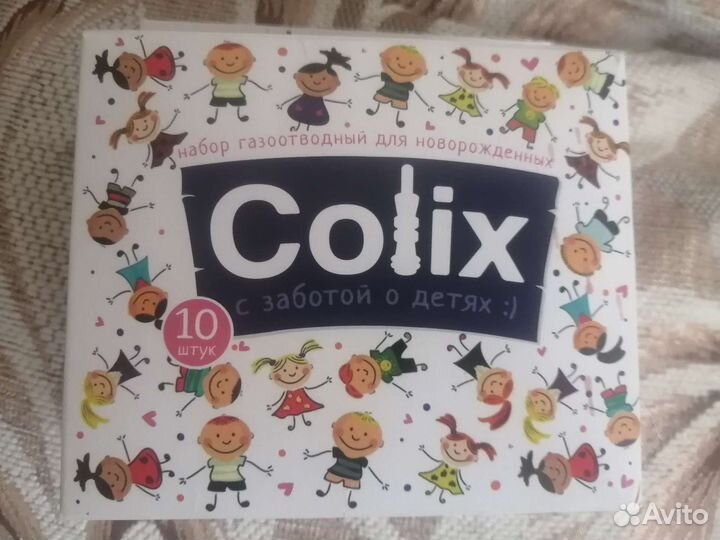 набор газоотводный для новорожденных
Colix
с заботой о детях :)
10
штук
Avito